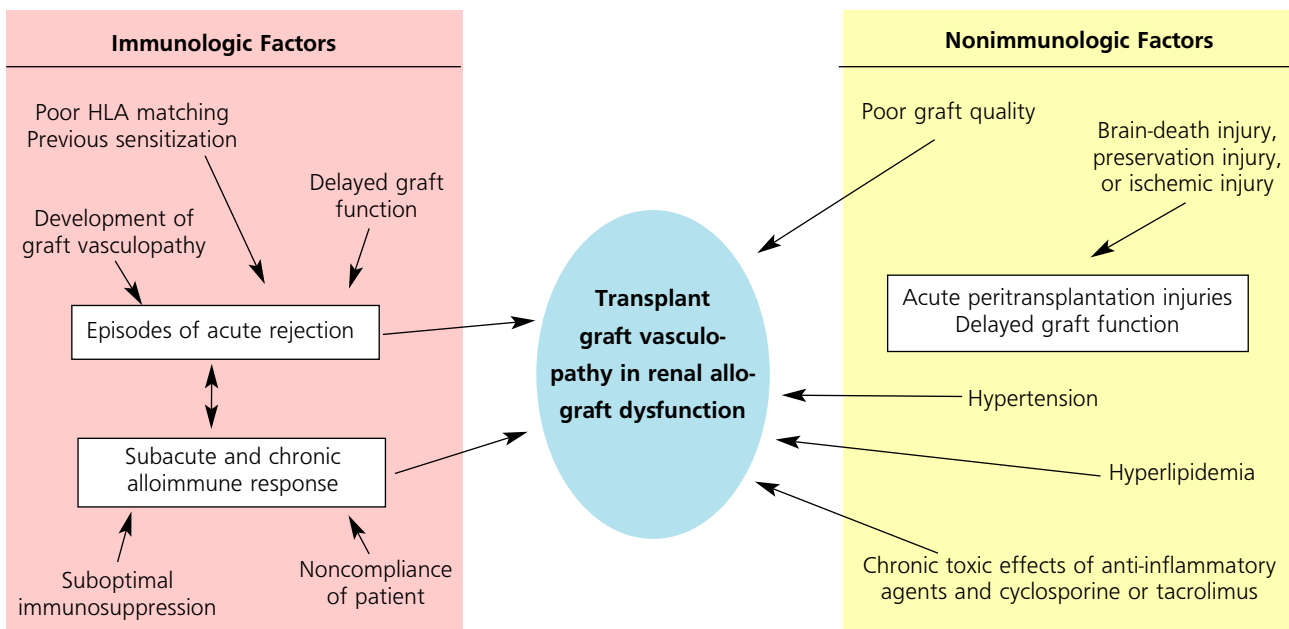 Immunologic Factors
Poor HLA matching
Previous sensitization
Delayed graft
function
Development of
graft vasculopathy
Episodes of acute rejection
Subacute and chronic
alloimmune response
Suboptimal
immunosuppression
Noncompliance
of patient
Transplant
graft vasculo-
pathy in renal allo-
graft dysfunction
Nonimmunologic Factors
Poor graft quality
Brain-death injury,
preservation injury,
or ischemic injury
Acute peritransplantation injuries
Delayed graft function
Hypertension
Hyperlipidemia
Chronic toxic effects of anti-inflammatory
agents and cyclosporine or tacrolimus